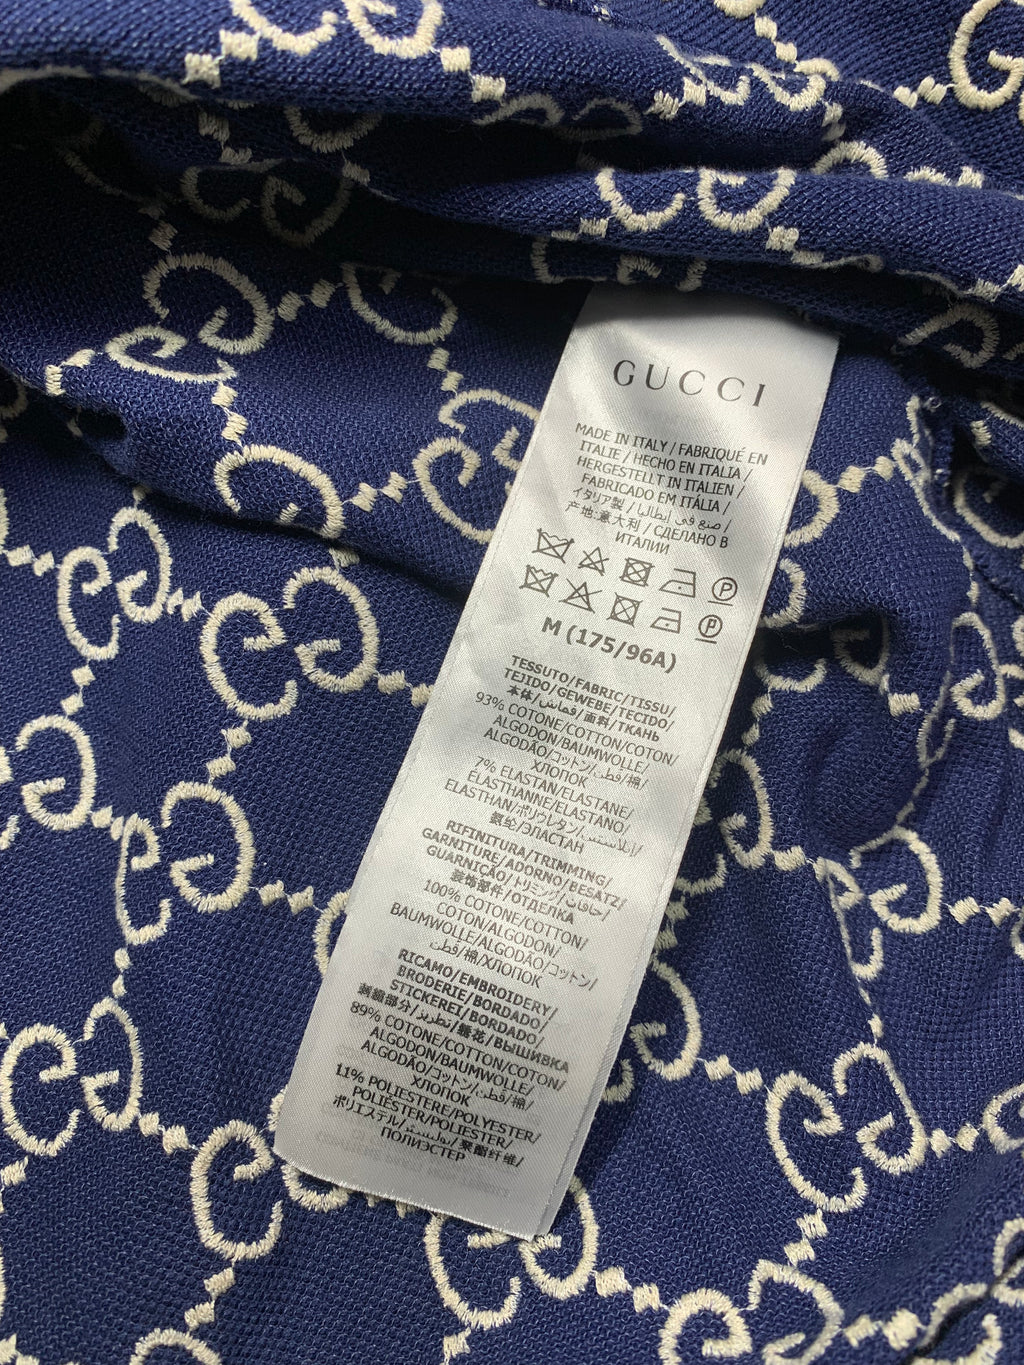 GUCCI
MADE IN ITALY / FABRIQUÉ EN
ITALIE / HECHO EN ITALIA /
HERGESTELLT IN ITALIEN /
FABRICADO EM ITÁLIA /
イタリア製 / صنع في إيطاليا /
产地:意大利 / СДЕЛАНО В
ИТАЛИИ
M (175/96A)
TESSUTO/FABRIC/TISSU/
TEJIDO/GEWEBE/TECIDO/
本体/قماش/面料/ТКАНЬ
93% COTONE/COTTON/COTON/
ALGODON/BAUMWOLLE/
ALGODÃO/コットン/قطن/棉/
ХЛОПОК
7% ELASTAN/ELASTANE/
ÉLASTHANNE/ELASTANO/
ELASTHAN/ポリウレタン/إيلاستين/
氨纶/ЭЛАСТАН
RIFINITURA/TRIMMING/
GARNITURE/ADORNO/BESATZ/
GUARNIÇÃO/トリミング/حافات/
装饰部件/ОТДЕЛКА
100% COTONE/COTTON/
COTON/ALGODON/
BAUMWOLLE/ALGODÃO/コットン/
قطن/棉/ХЛОПОК
RICAMO/EMBROIDERY/
BRODERIE/BORDADO/
STICKEREI/BORDADO/
刺繍部分/تطريز/绣花/ВЫШИВКА
89% COTONE/COTTON/COTON/
ALGODON/BAUMWOLLE/
ALGODÃO/コットン/قطن/棉/
ХЛОПОК
11% POLIESTERE/POLYESTER/
POLYESTER/POLIÉSTER/
POLYESTER/POLIÉSTER/
ポリエステル/بوليستر/聚酯纤维/
ПОЛИЭСТЕР